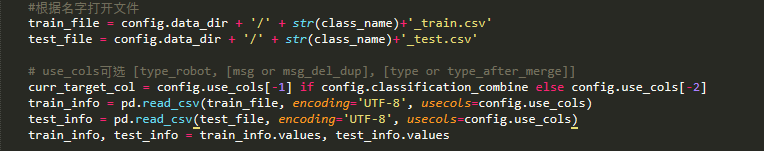 #根据名字打开文件
train_file = config.data_dir + '/' + str(class_name)+'_train.csv'
test_file = config.data_dir + '/' + str(class_name)+'_test.csv'
# use_cols可选 [type_robot, [msg or msg_del_dup], [type or type_after_merge]]
curr_target_col = config.use_cols[-1] if config.classification_combine else config.use_cols[-2]
train_info = pd.read_csv(train_file, encoding='UTF-8', usecols=config.use_cols)
test_info = pd.read_csv(test_file, encoding='UTF-8', usecols=config.use_cols)
train_info, test_info = train_info.values, test_info.values